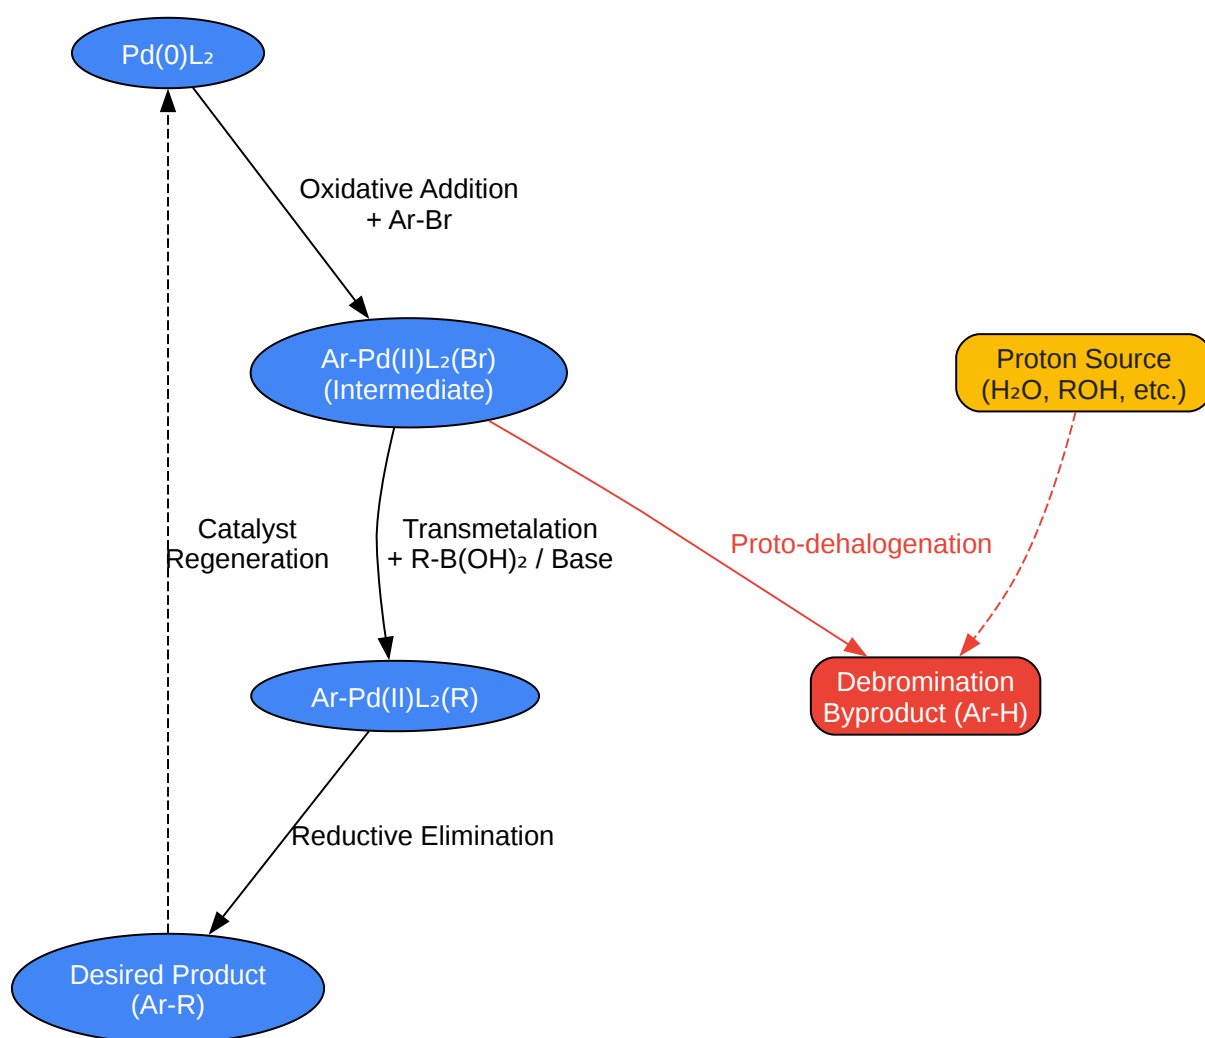 Pd(0)L₂
Oxidative Addition
+ Ar-Br
Ar-Pd(II)L₂(Br)
(Intermediate)
Proton Source
(H₂O, ROH, etc.)
Catalyst
Regeneration
Transmetalation
+ R-B(OH)₂ / Base
Proto-dehalogenation
Ar-Pd(II)L₂(R)
Debromination
Byproduct (Ar-H)
Reductive Elimination
Desired Product
(Ar-R)